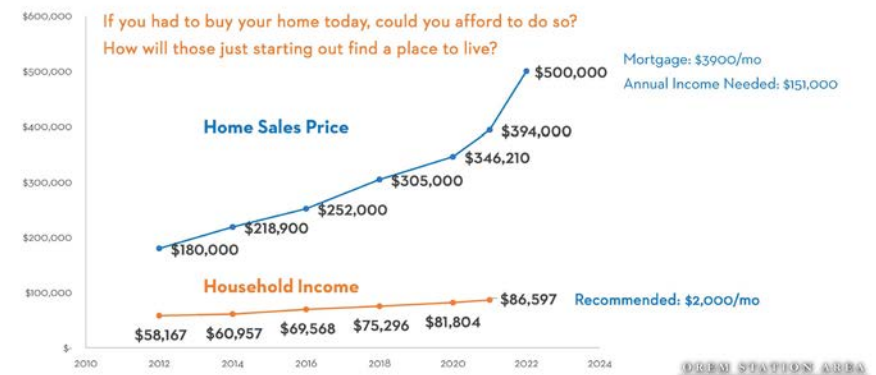 If you had to buy your home today, could you afford to do so?
How will those just starting out find a place to live?
$600,000
$500,000
$400,000
$300,000
$200,000
$100,000
$-
Mortgage: $3900/mo
Annual Income Needed: $151,000
Home Sales Price
$500,000
$394,000
$346,210
$305,000
$252,000
$218,900
$180,000
Household Income
$86,597
Recommended: $2,000/mo
$58,167 $60,957 $69,568 $75,296 $81,804
2010 2012 2014 2016 2018 2020 2022 2024
OREM STATION AREA